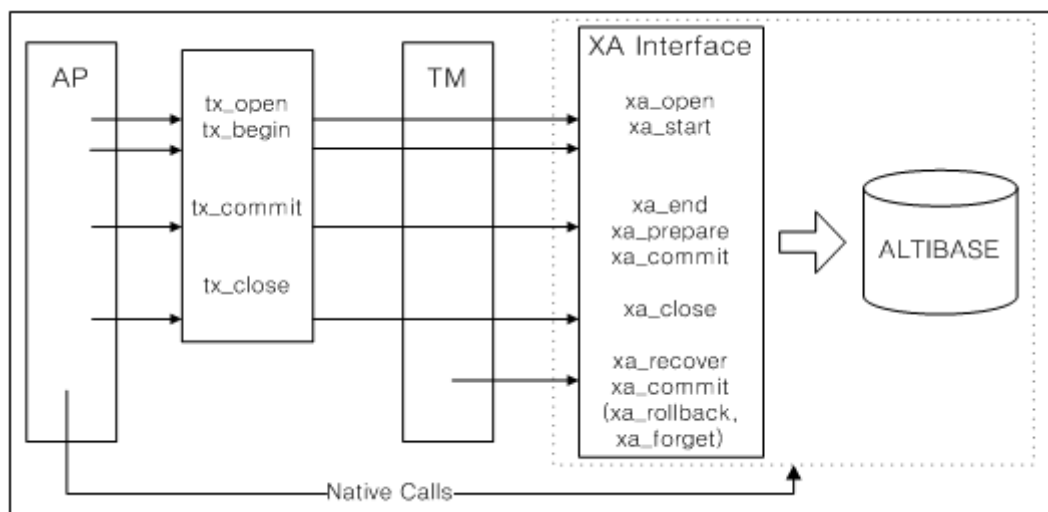 AP
tx_open
tx_begin
tx_commit
tx_close
TM
XA Interface
xa_open
xa_start
xa_end
xa_prepare
xa_commit
xa_close
xa_recover
xa_commit
(xa_rollback,
xa_forget)
ALTIBASE
Native Calls